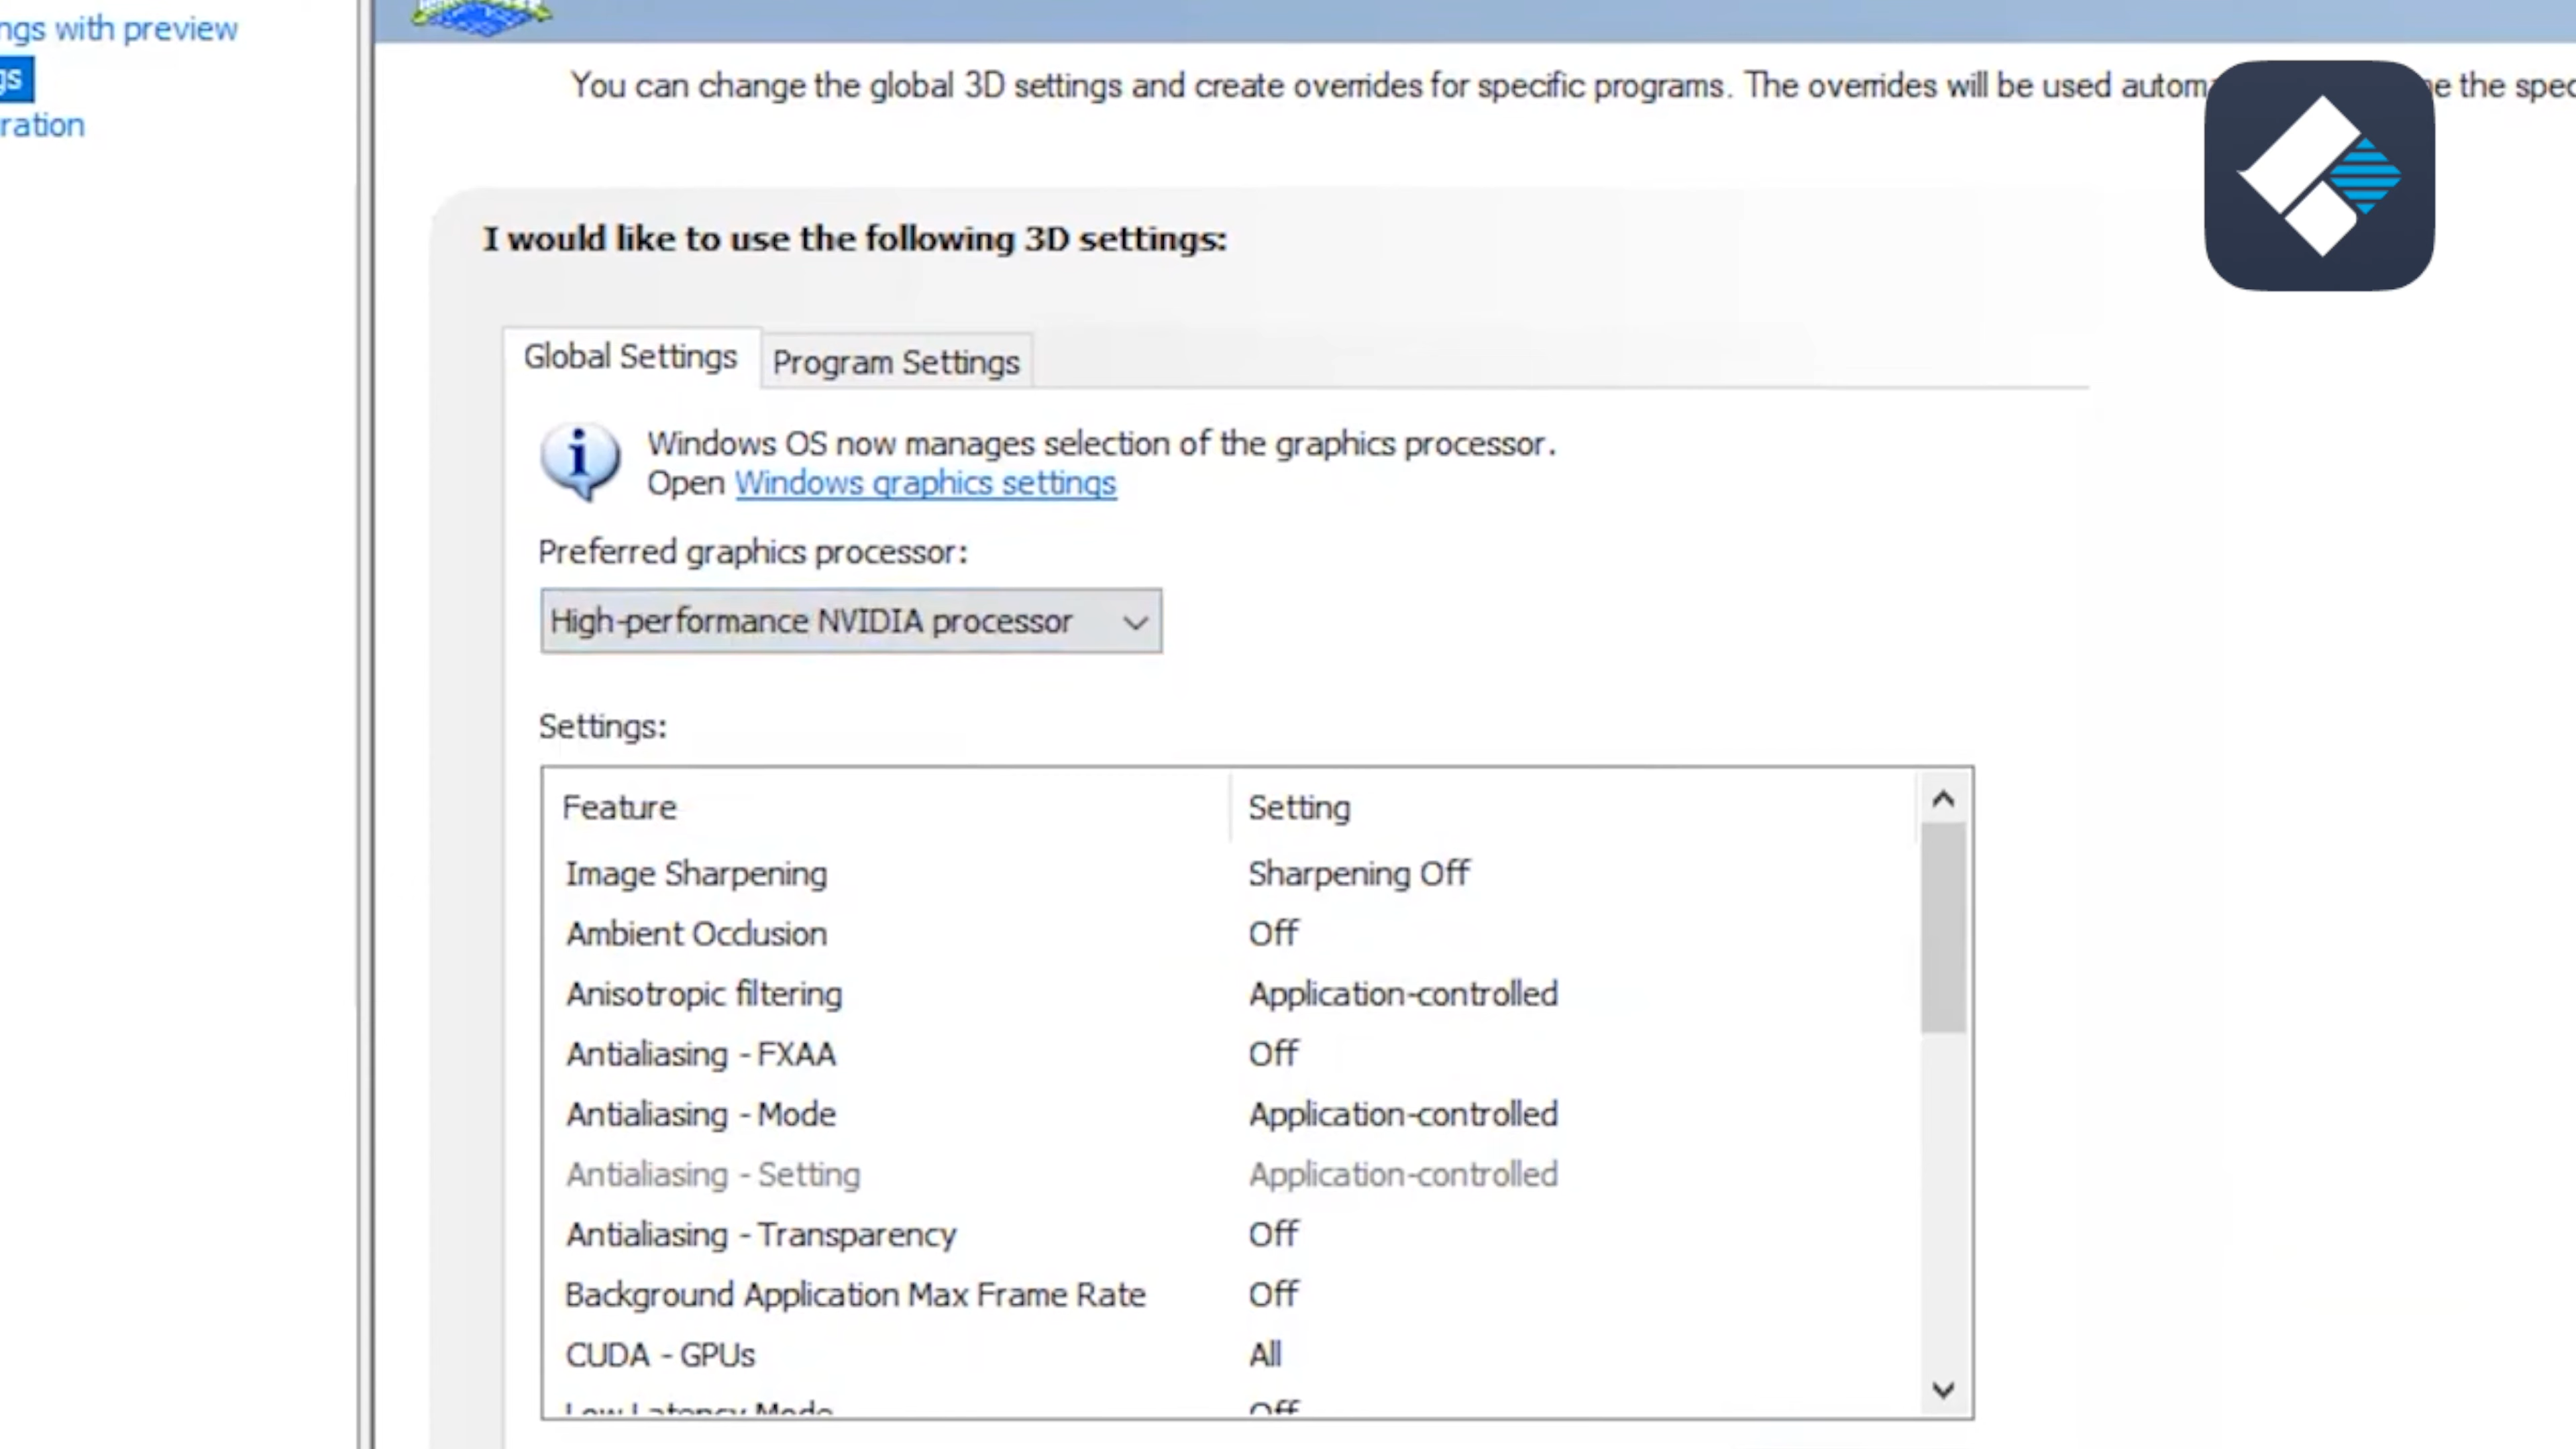 ngs with preview
gs
ration
You can change the global 3D settings and create overrides for specific programs. The overrides will be used autom e the spec
I would like to use the following 3D settings:
Global Settings
Program Settings
Windows OS now manages selection of the graphics processor.
Open Windows graphics settings
Preferred graphics processor:
High-performance NVIDIA processor
Settings:
Feature Setting
Image Sharpening Sharpening Off
Ambient Occlusion Off
Anisotropic filtering Application-controlled
Antialiasing - FXAA Off
Antialiasing - Mode Application-controlled
Antialiasing - Setting Application-controlled
Antialiasing - Transparency Off
Background Application Max Frame Rate Off
CUDA - GPUs All
Low Latency Mode Off